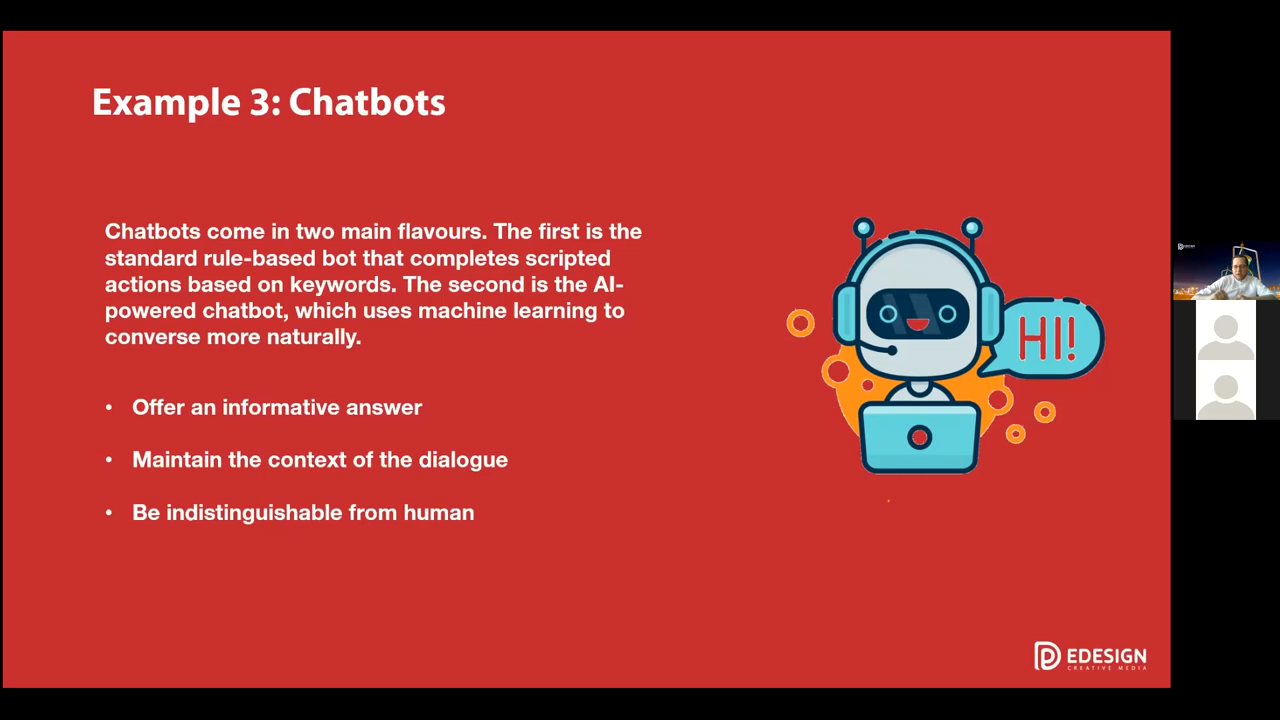 Example 3: Chatbots
Chatbots come in two main flavours. The first is the
standard rule-based bot that completes scripted
actions based on keywords. The second is the AI-
powered chatbot, which uses machine learning to
converse more naturally.
• Offer an informative answer
• Maintain the context of the dialogue
• Be indistinguishable from human
HI!
EDESIGN
CREATIVE MEDIA